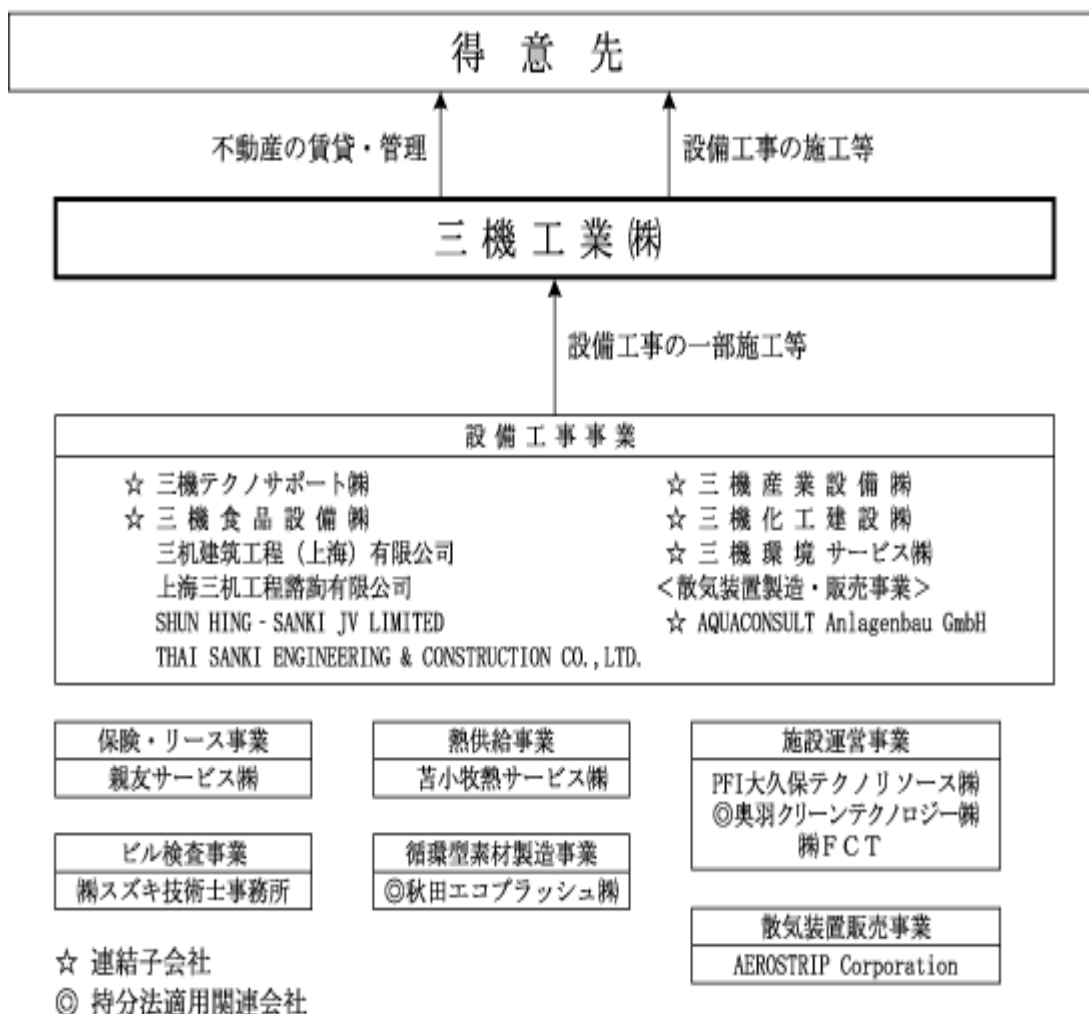 得意先
不動産の賃貸・管理
設備工事の施工等
三機工業㈱
設備工事の一部施工等
設備工事事業
☆ 三機テクノサポート㈱
☆ 三機食品設備㈱
三机建筑工程（上海）有限公司
上海三机工程諮詢有限公司
SHUN HING - SANKI JV LIMITED
THAI SANKI ENGINEERING & CONSTRUCTION CO.,LTD.
☆ 三機産業設備㈱
☆ 三機化工建設㈱
☆ 三機環境サービス㈱
＜散気装置製造・販売事業＞
☆ AQUACONSULT Anlagenbau GmbH
保険・リース事業
親友サービス㈱
熱供給事業
苫小牧熱サービス㈱
施設運営事業
PFI大久保テクノリソース㈱
◎奥羽クリーンテクノロジー㈱
㈱ＦＣＴ
ビル検査事業
㈱スズキ技術士事務所
循環型素材製造事業
◎秋田エコプラッシュ㈱
散気装置販売事業
AEROSTRIP Corporation
☆ 連結子会社
◎ 持分法適用関連会社